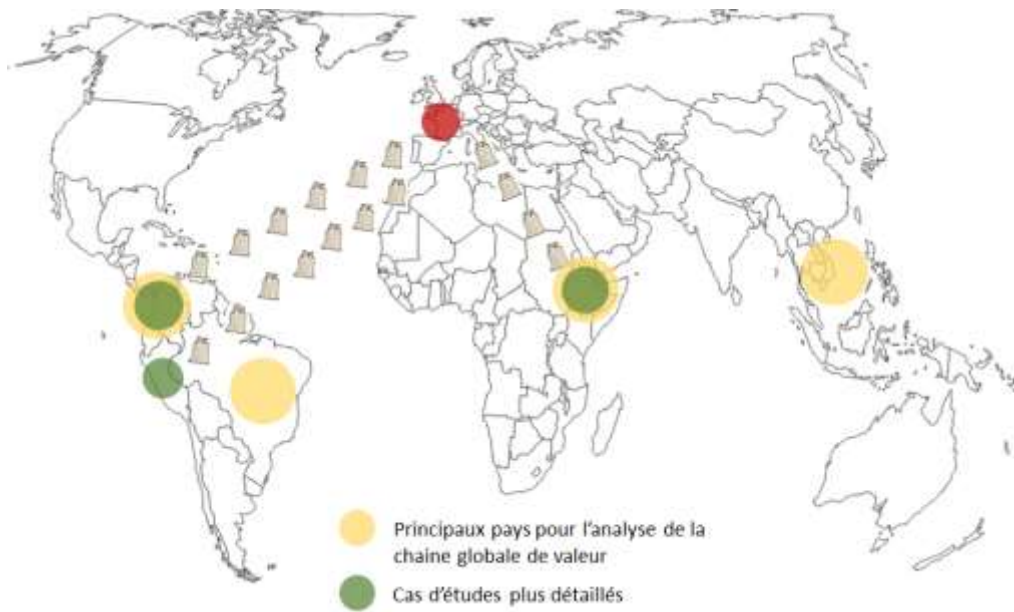 Principaux pays pour l'analyse de la
chaine globale de valeur
Cas d'études plus détaillés